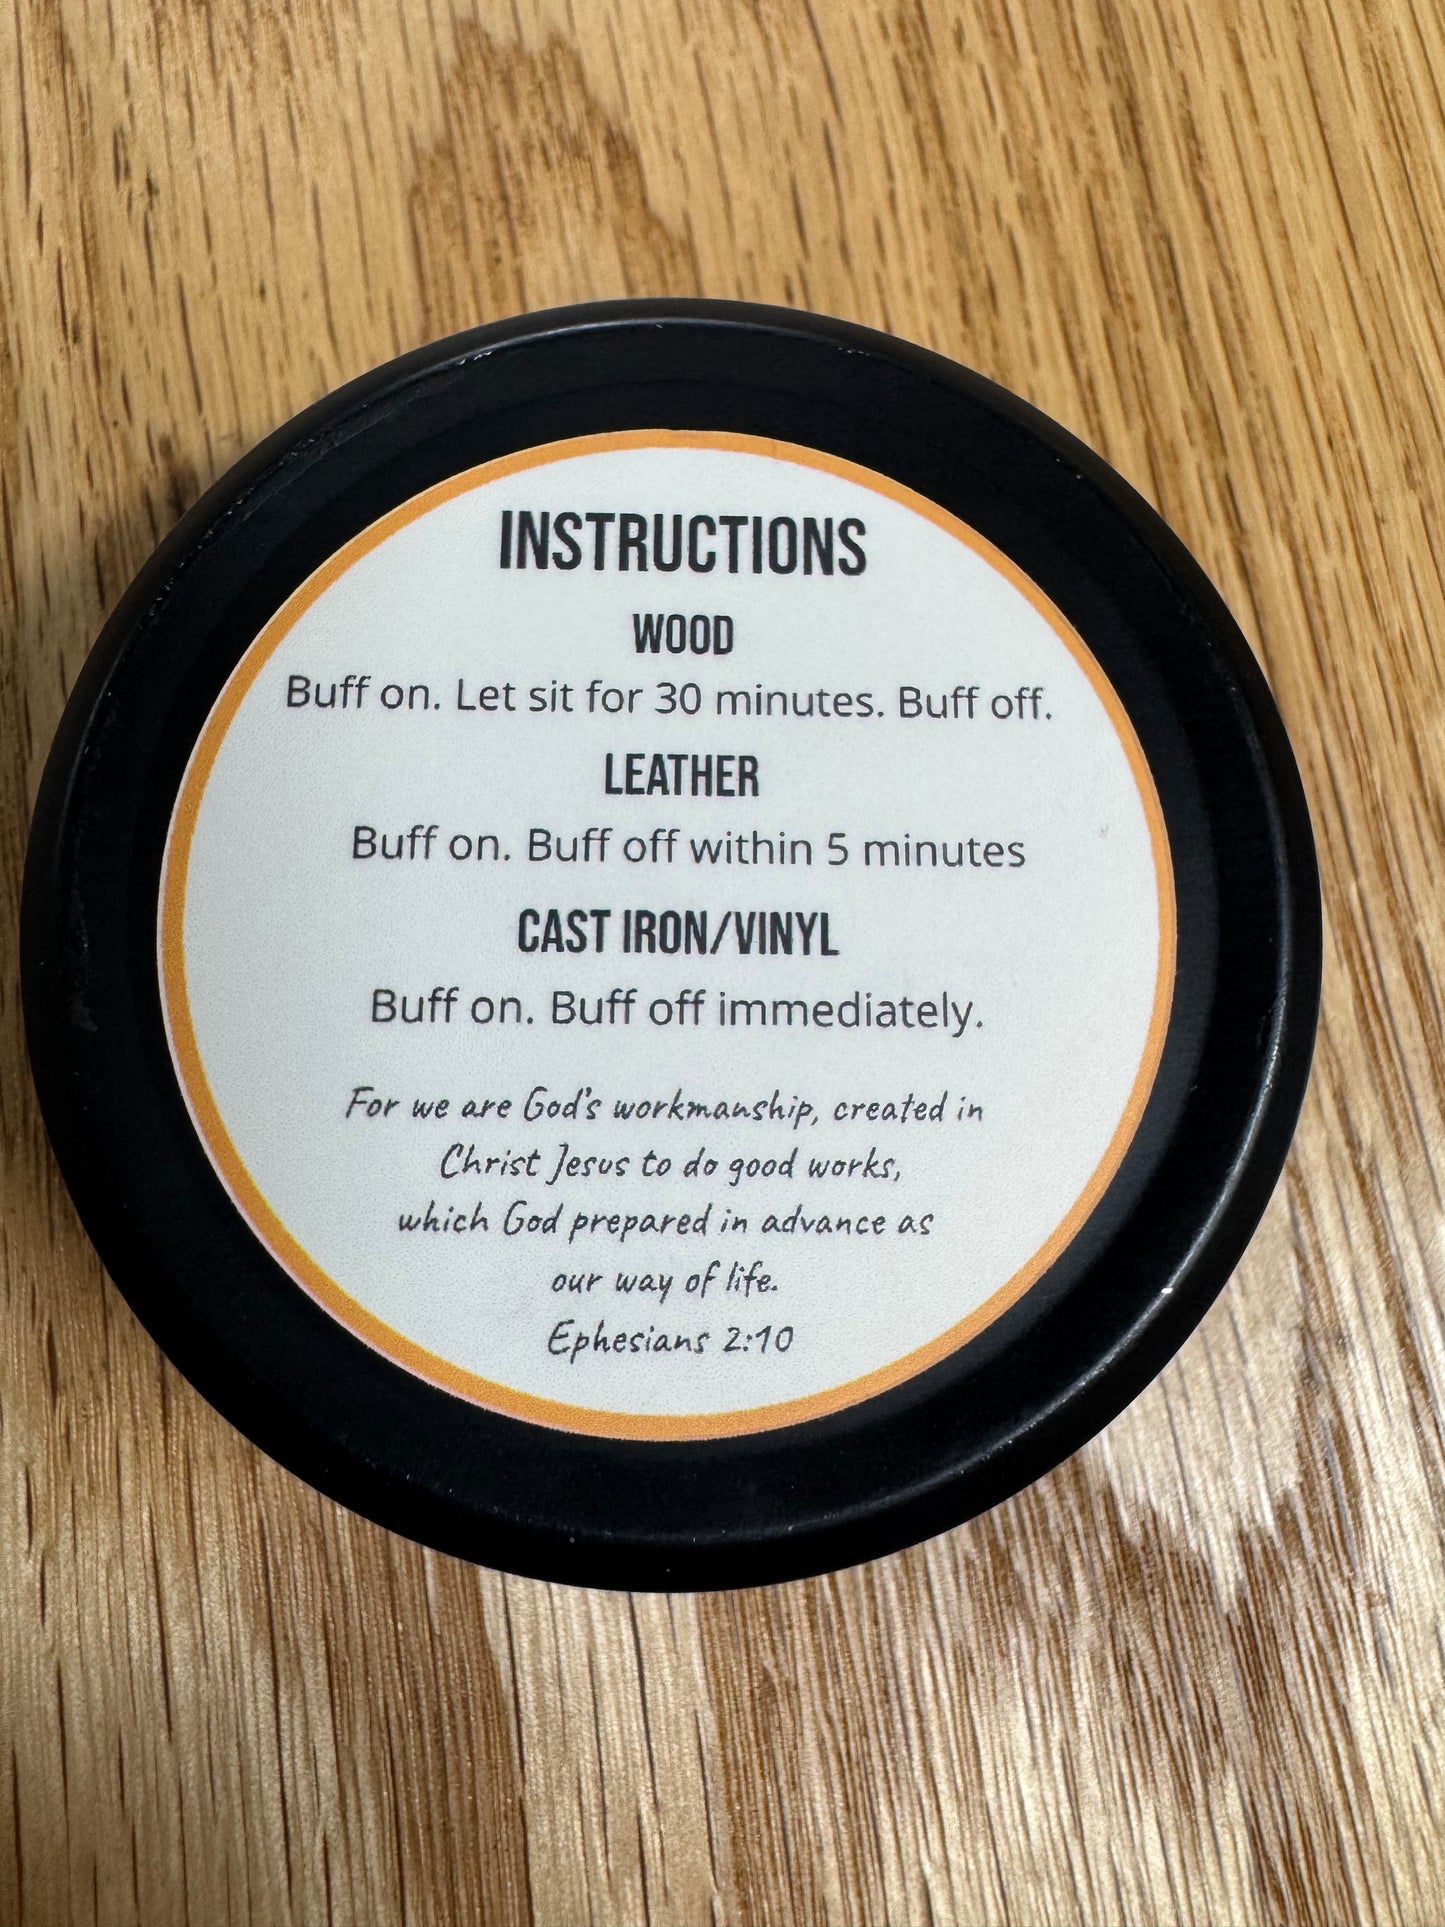 INSTRUCTIONS
WOOD
Buff on. Let sit for 30 minutes. Buff off.
LEATHER
Buff on. Buff off within 5 minutes
CAST IRON/VINYL
Buff on. Buff off immediately.
For we are God's workmanship, created in
Christ Jesus to do good works,
which God prepared in advance as
our way of life.
Ephesians 2:10